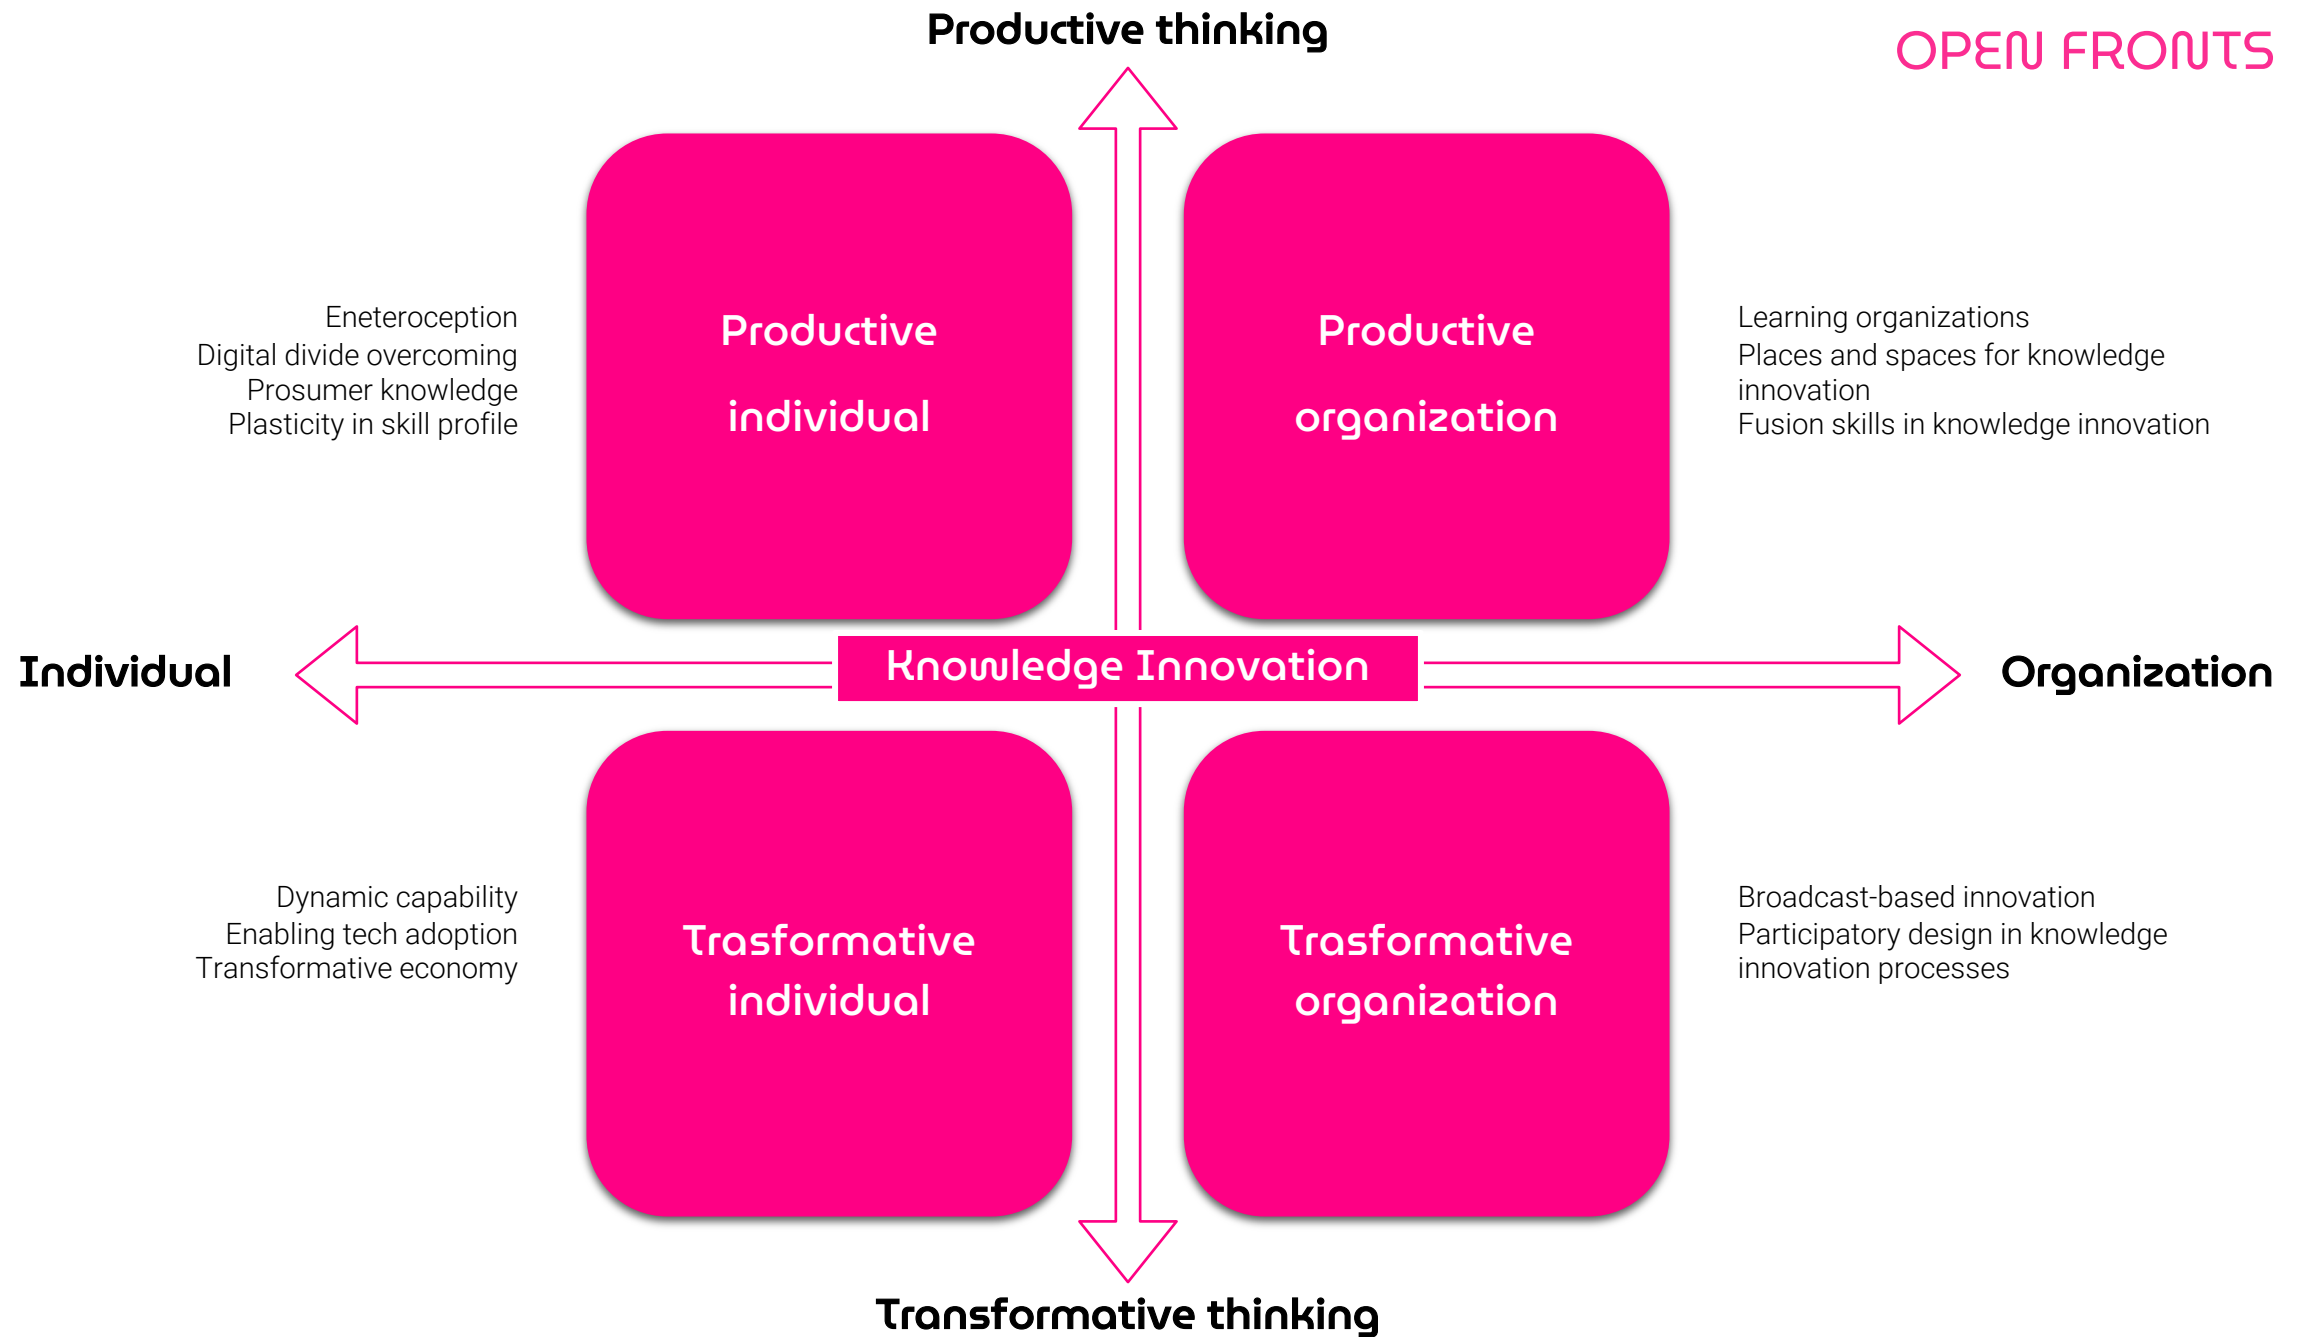 Productive thinking
OPEN FRONTS
Eneteroception
Digital divide overcoming
Prosumer knowledge
Plasticity in skill profile
Productive
individual
Productive
organization
Learning organizations
Places and spaces for knowledge
innovation
Fusion skills in knowledge innovation
Individual
Knowledge Innovation
Organization
Dynamic capability
Enabling tech adoption
Transformative economy
Trasformative
individual
Trasformative
organization
Broadcast-based innovation
Participatory design in knowledge
innovation processes
Transformative thinking